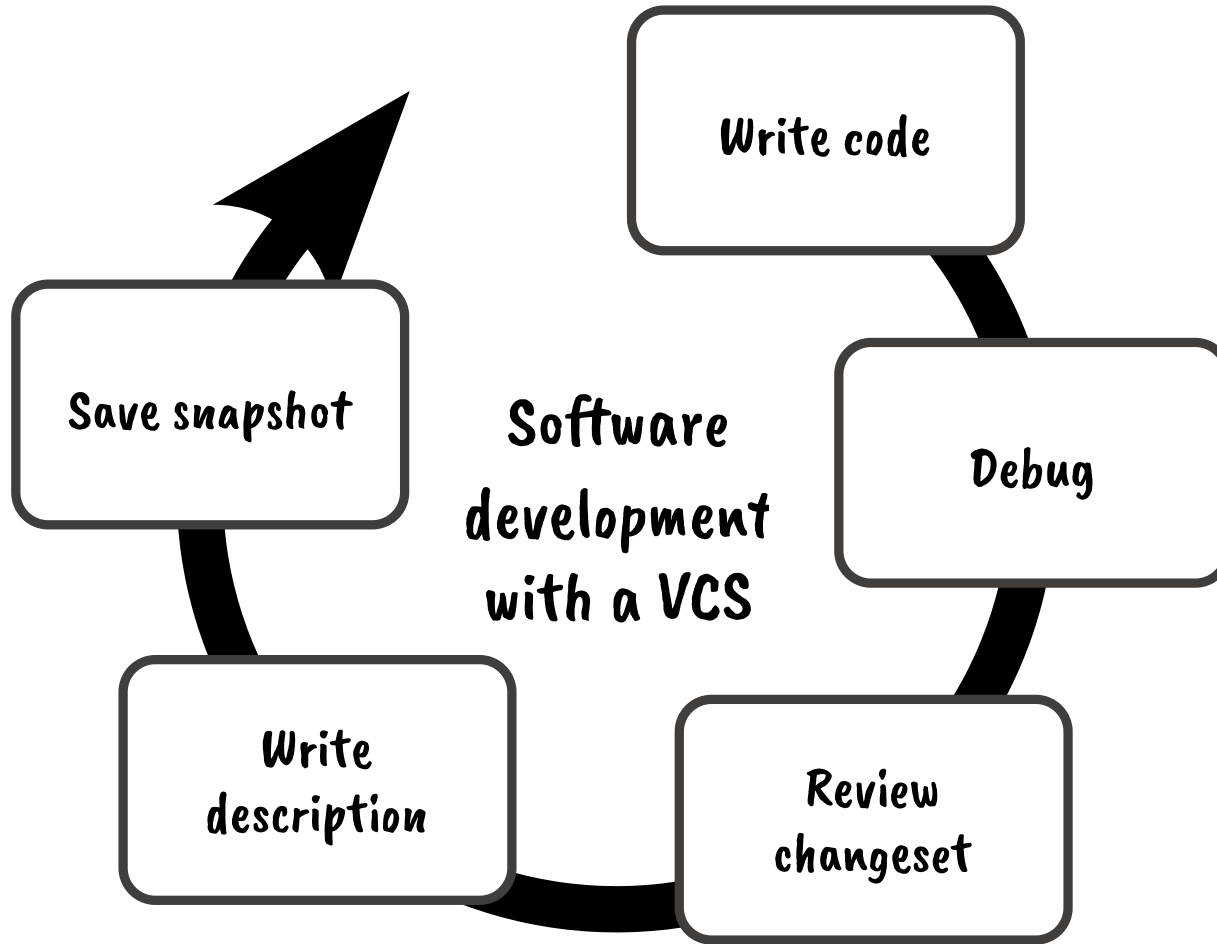 Write code
Debug
Review
changeset
Write
description
Save snapshot
Software
development
with a VCS